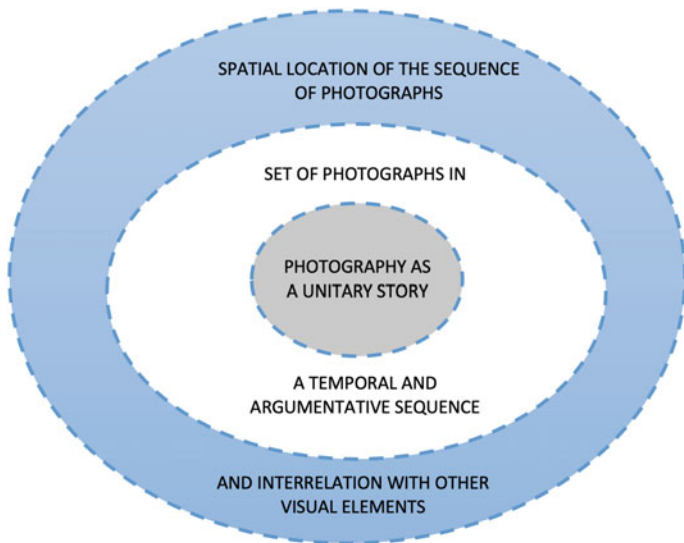 SPATIAL LOCATION OF THE SEQUENCE
OF PHOTOGRAPHS
SET OF PHOTOGRAPHS IN
PHOTOGRAPHY AS
A UNITARY STORY
A TEMPORAL AND
ARGUMENTATIVE SEQUENCE
AND INTERRELATION WITH OTHER
VISUAL ELEMENTS